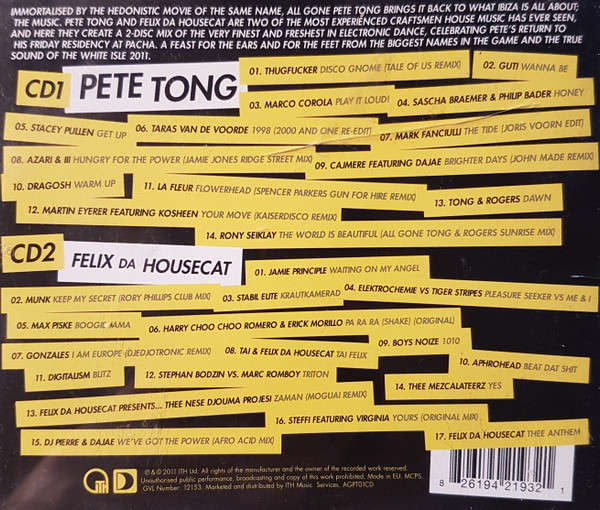 IMMORTALISED BY THE HEDONISTIC MOVIE OF THE SAME NAME, ALL GONE PETE TONG BRINGS IT BACK TO WHAT IBIZA IS ALL ABOUT;
THE MUSIC. PETE TONG AND FELIX DA HOUSECAT ARE TWO OF THE MOST EXPERIENCED CRAFTSMEN HOUSE MUSIC HAS EVER SEEN,
AND HERE THEY CREATE A 2-DISC MIX OF THE VERY FINEST AND FRESHEST IN ELECTRONIC DANCE, CELEBRATING PETE'S RETURN TO
HIS FRIDAY RESIDENCY AT PACHA. A FEAST FOR THE EARS AND FOR THE FEET FROM THE BIGGEST NAMES IN THE GAME AND THE TRUE
SOUND OF THE WHITE ISLE 2011.
CD1 PETE TONG
01. THUGFUCKER DISCO GNOME (TALE OF US REMIX)
02. GUTI WANNA BE
03. MARCO COROLA PLAY IT LOUD!
04. SASCHA BRAEMER & PHILIP BADER HONEY
05. STACEY PULLEN GET UP
06. TARAS VAN DE VOORDE 1998 (2000 AND ONE RE-EDIT)
07. MARK FANCIULLI THE TIDE (JORIS VOORN EDIT)
08. AZARI & III HUNGRY FOR THE POWER (JAMIE JONES RIDGE STREET MIX)
09. CAJMERE FEATURING DAJAE BRIGHTER DAYS (JOHN MADE REMIX)
10. DRAGOSH WARM UP
11. LA FLEUR FLOWERHEAD (SPENCER PARKERS GUN FOR HIRE REMIX)
12. MARTIN EYERER FEATURING KOSHEEN YOUR MOVE (KAISERDISCO REMIX)
13. TONG & ROGERS DAWN
14. RONY SEIKLAY THE WORLD IS BEAUTIFUL (ALL GONE TONG & ROGERS SUNRISE MIX)
CD2 FELIX DA HOUSECAT
01. JAMIE PRINCIPLE WAITING ON MY ANGEL
02. MUNK KEEP MY SECRET (RORY PHILLIPS CLUB MIX)
03. STABIL ELITE KRAUTKAMERAD
04. ELEKTROCHEMIE VS TIGER STRIPES PLEASURE SEEKER VS ME & I
05. MAX PISKE BOOGIE MAMA
06. HARRY CHOO CHOO ROMERO & ERICK MORILLO PA RA RA (SHAKE) (ORIGINAL)
07. GONZALES I AM EUROPE (DJEDJOTRONIC REMIX)
08. TAI & FELIX DA HOUSECAT TAI FELIX
09. BOYS NOIZE 1010
10. APHROHEAD BEAT DAT SHIT
11. DIGITALISM BLITZ
12. STEPHAN BODZIN VS. MARC ROMBOY TRITON
13. FELIX DA HOUSECAT PRESENTS... THEE NESE DJOUMA PROJESI ZAMAN (MOGUAI REMIX)
14. THEE MEZCALATEERZ YES
15. DJ PIERRE & DAJAE WE'VE GOT THE POWER (AFRO ACID MIX)
16. STEFFI FEATURING VIRGINIA YOURS (ORIGINAL MIX)
17. FELIX DA HOUSECAT THEE ANTHEM
ITH
℗ & © 2011 ITH Ltd. All rights of the manufacturer and the owner of the recorded work reserved.
Unauthorised public performance, broadcasting and copy of this work prohibited. Made in EU. MCPS.
GVL Number: 12153. Marketed and distributed by ITH Music. Services. AGPT01CD
8 26194 21932 1